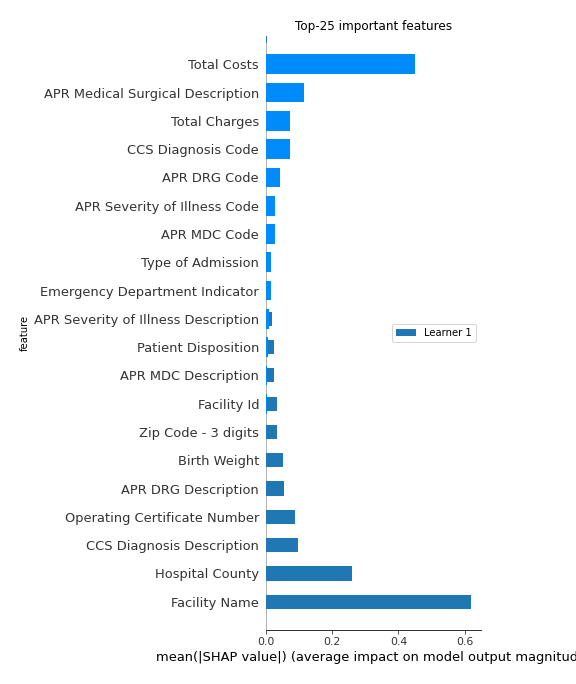 Top-25 important features
Total Costs
APR Medical Surgical Description
Total Charges
CCS Diagnosis Code
APR DRG Code
APR Severity of Illness Code
APR MDC Code
Type of Admission
Emergency Department Indicator
APR Severity of Illness Description
feature
Learner 1
Patient Disposition
APR MDC Description
Facility Id
Zip Code - 3 digits
Birth Weight
APR DRG Description
Operating Certificate Number
CCS Diagnosis Description
Hospital County
Facility Name
0.0 0.2 0.4 0.6
mean(|SHAP value|) (average impact on model output magnitud